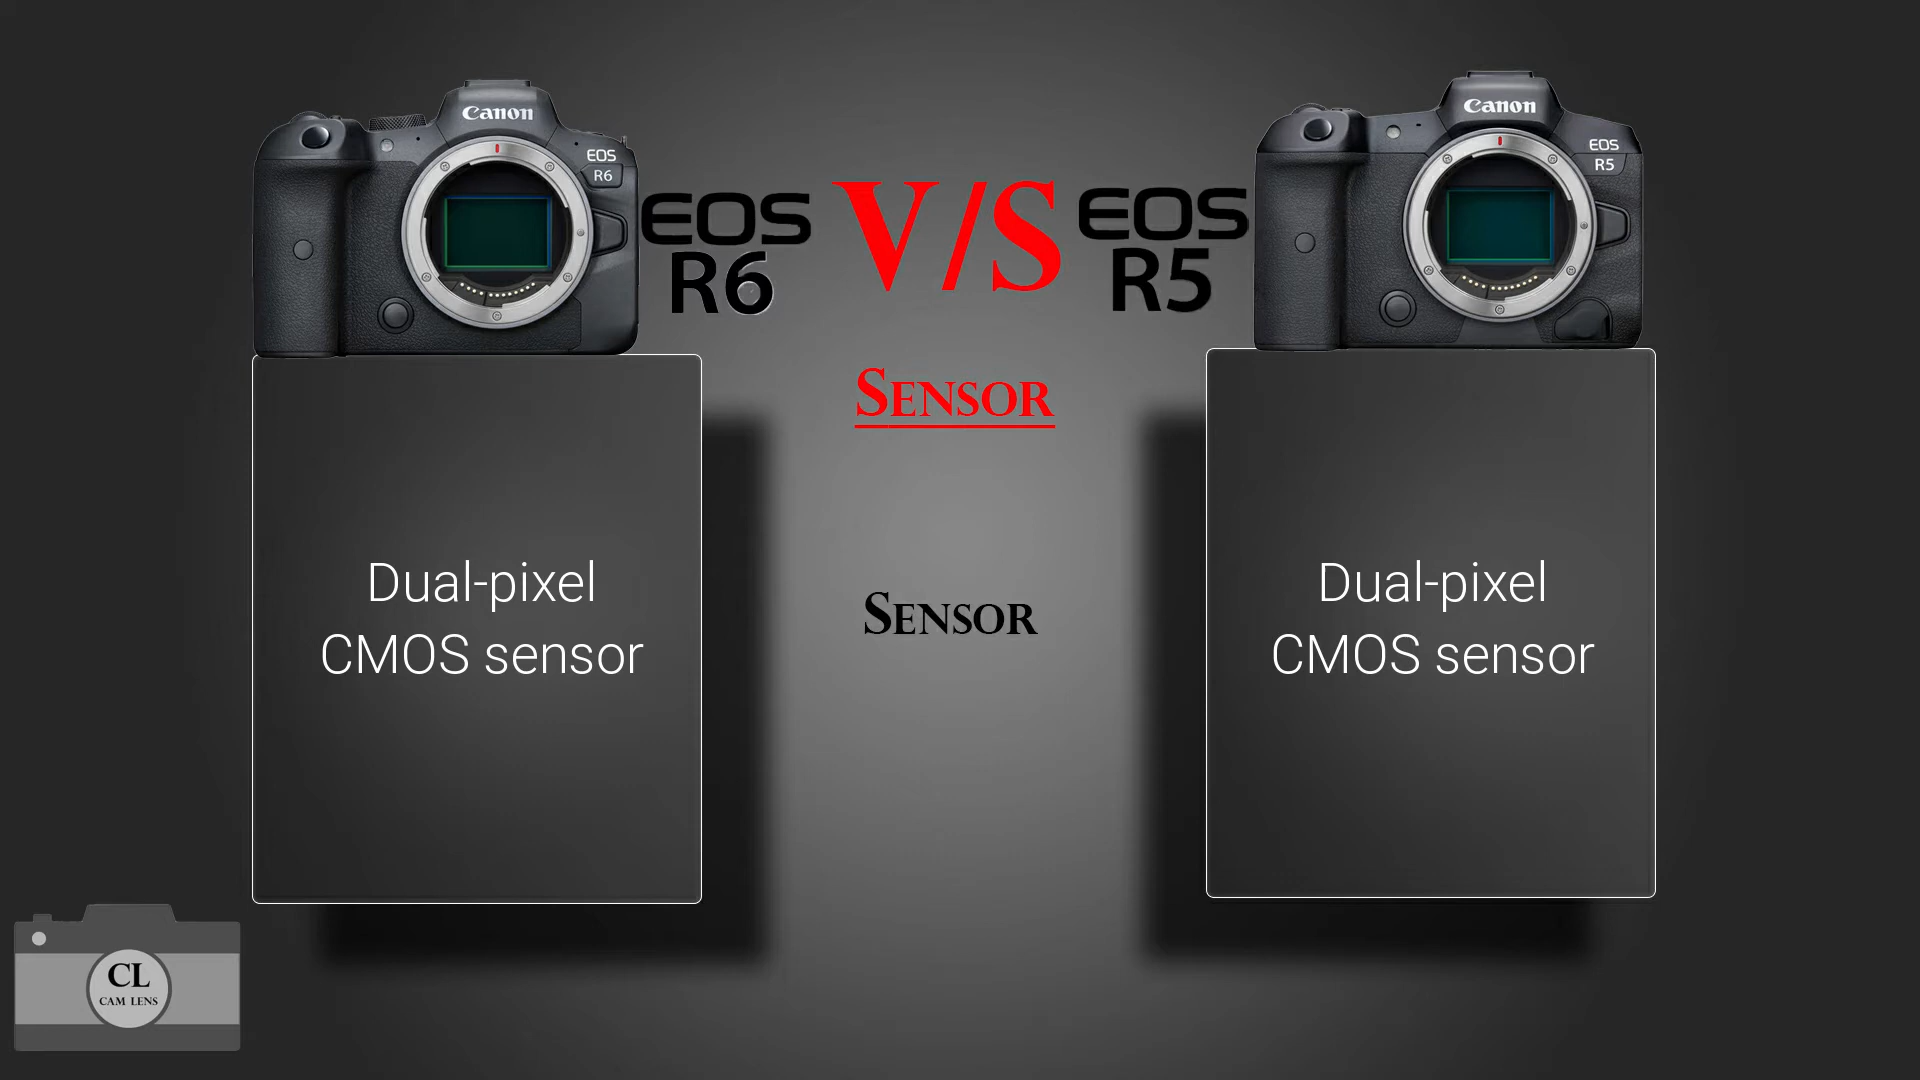 Canon
EOS
R6
EOS
R6
V/S
EOS
R5
Canon
EOS
R5
SENSOR
Dual-pixel
CMOS sensor
SENSOR
Dual-pixel
CMOS sensor
CL
CAM LENS